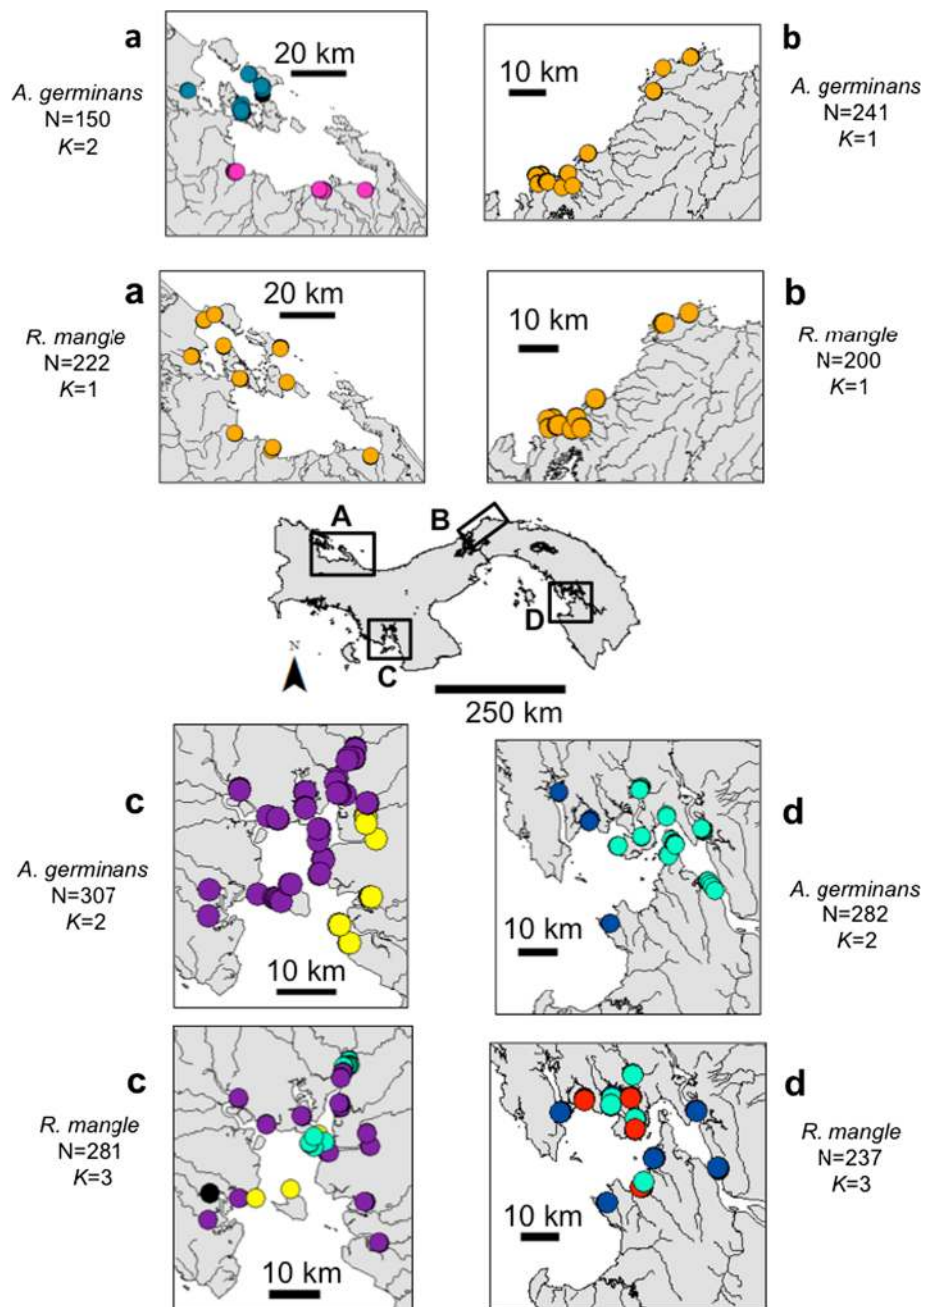 a
20 km
A. germinans
N=150
K=2
b
10 km
A. germinans
N=241
K=1
a
20 km
R. mangle
N=222
K=1
b
10 km
R. mangle
N=200
K=1
A
B
C
D
N
250 km
c
A. germinans
N=307
K=2
10 km
d
A. germinans
N=282
K=2
10 km
c
R. mangle
N=281
K=3
10 km
d
R. mangle
N=237
K=3
10 km